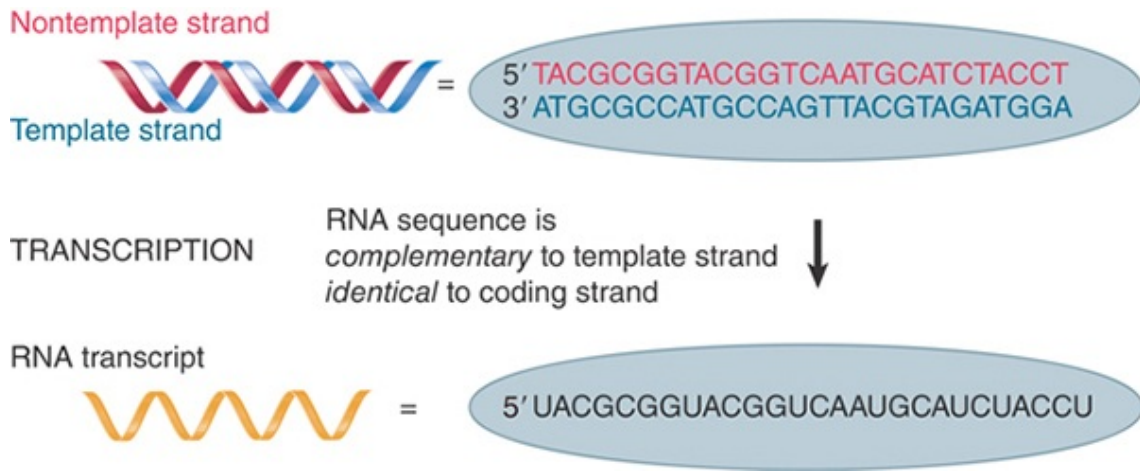 Nontemplate strand
=
5′ TACGCGGTACGGTCAATGCATCTACCT
3′ ATGCGCCATGCCAGTTACGTAGATGGA
Template strand
TRANSCRIPTION
RNA sequence is
complementary to template strand
identical to coding strand
RNA transcript
=
5′ UACGCGGUACGGUCAAUGCAUCUACCU